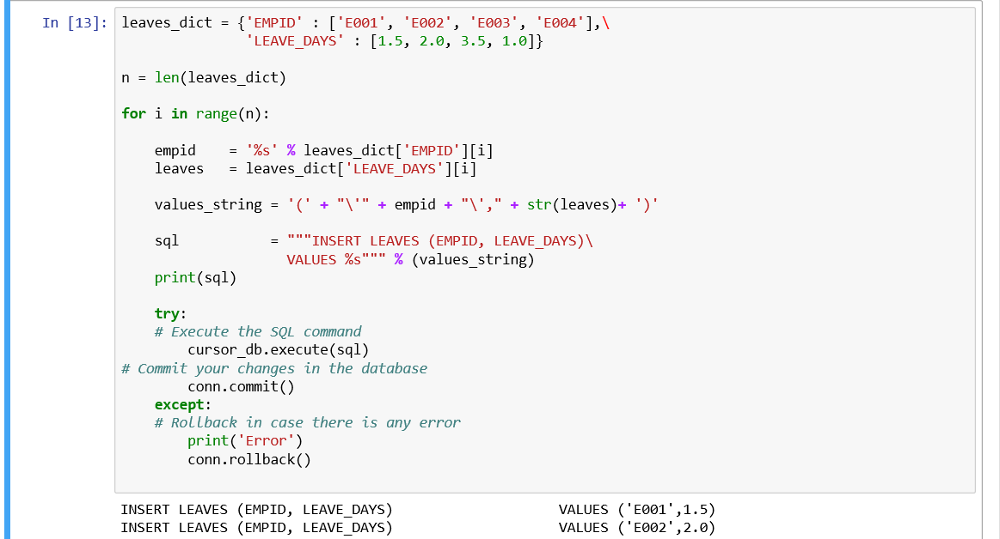 In [13]: leaves_dict = {'EMPID' : ['E001', 'E002', 'E003', 'E004'],\
               'LEAVE_DAYS' : [1.5, 2.0, 3.5, 1.0]}
n = len(leaves_dict)
for i in range(n):
    empid    = '%s' % leaves_dict['EMPID'][i]
    leaves   = leaves_dict['LEAVE_DAYS'][i]
    values_string = '(' + "\'" + empid + "\'," + str(leaves)+ ')'
    sql           = """INSERT LEAVES (EMPID, LEAVE_DAYS)\
                    VALUES %s""" % (values_string)
    print(sql)
    try:
    # Execute the SQL command
        cursor_db.execute(sql)
# Commit your changes in the database
        conn.commit()
    except:
    # Rollback in case there is any error
        print('Error')
        conn.rollback()
INSERT LEAVES (EMPID, LEAVE_DAYS)                    VALUES ('E001',1.5)
INSERT LEAVES (EMPID, LEAVE_DAYS)                    VALUES ('E002',2.0)